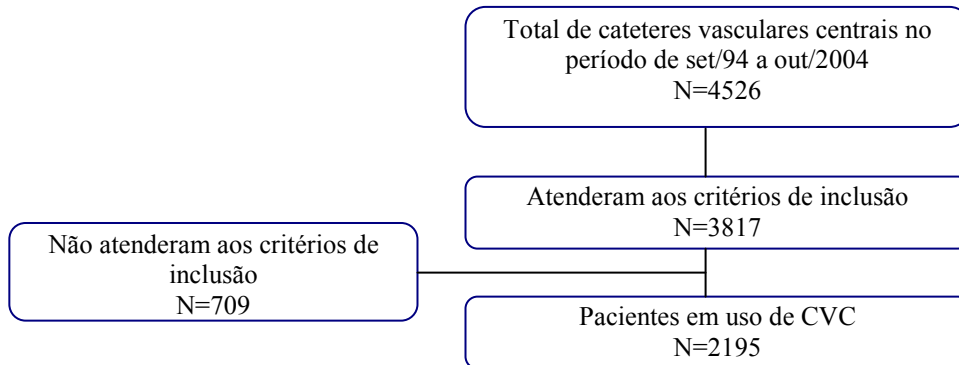 Total de cateteres vasculares centrais no
período de set/94 a out/2004
N=4526
Atenderam aos critérios de inclusão
N=3817
Não atenderam aos critérios de
inclusão
N=709
Pacientes em uso de CVC
N=2195